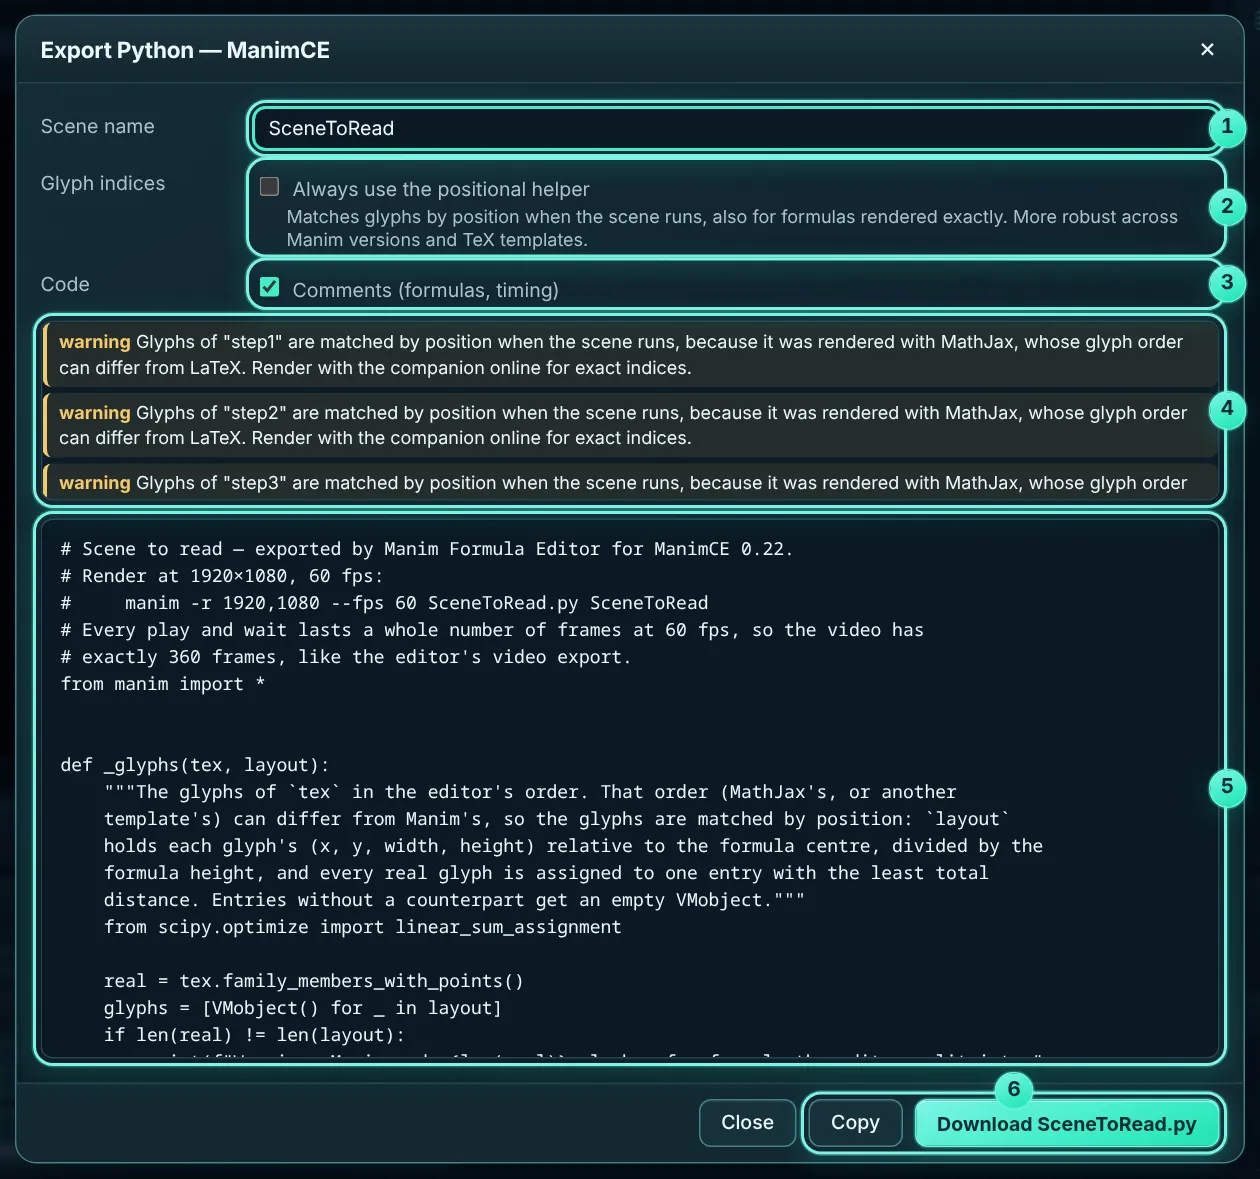 Export Python — ManimCE
×
Scene name
SceneToRead
1
Glyph indices
Always use the positional helper
Matches glyphs by position when the scene runs, also for formulas rendered exactly. More robust across
Manim versions and TeX templates.
2
Code
Comments (formulas, timing)
3
warning Glyphs of "step1" are matched by position when the scene runs, because it was rendered with MathJax, whose glyph order
can differ from LaTeX. Render with the companion online for exact indices.
warning Glyphs of "step2" are matched by position when the scene runs, because it was rendered with MathJax, whose glyph order
can differ from LaTeX. Render with the companion online for exact indices.
4
warning Glyphs of "step3" are matched by position when the scene runs, because it was rendered with MathJax, whose glyph order
# Scene to read — exported by Manim Formula Editor for ManimCE 0.22.
# Render at 1920×1080, 60 fps:
#     manim -r 1920,1080 --fps 60 SceneToRead.py SceneToRead
# Every play and wait lasts a whole number of frames at 60 fps, so the video has
# exactly 360 frames, like the editor's video export.
from manim import *
def _glyphs(tex, layout):
    """The glyphs of `tex` in the editor's order. That order (MathJax's, or another
    template's) can differ from Manim's, so the glyphs are matched by position: `layout`
    holds each glyph's (x, y, width, height) relative to the formula centre, divided by the
    formula height, and every real glyph is assigned to one entry with the least total
    distance. Entries without a counterpart get an empty VMobject."""
    from scipy.optimize import linear_sum_assignment
    real = tex.family_members_with_points()
    glyphs = [VMobject() for _ in layout]
    if len(real) != len(layout):
5
6
Close
Copy
Download SceneToRead.py